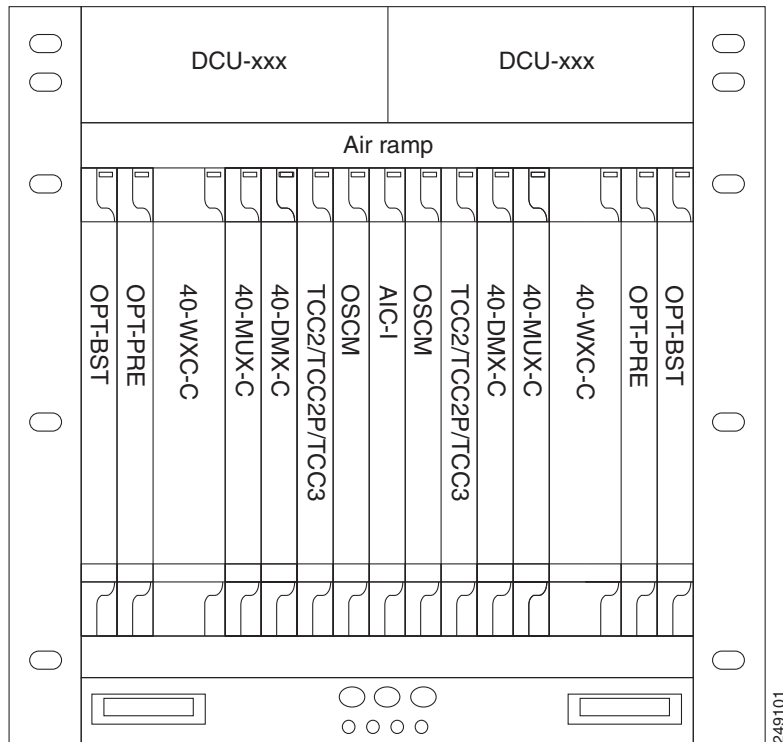 DCU-xxx
DCU-xxx
Air ramp
OPT-BST
OPT-PRE
40-WXC-C
40-MUX-C
40-DMX-C
TCC2/TCC2P/TCC3
OSCM
AIC-I
OSCM
TCC2/TCC2P/TCC3
40-DMX-C
40-MUX-C
40-WXC-C
OPT-PRE
OPT-BST
249101